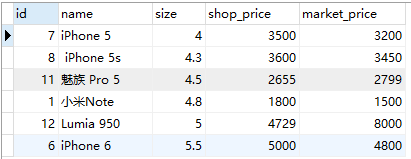 id name size shop_price market_price
7 iPhone 5 4 3500 3200
8 iPhone 5s 4.3 3600 3450
11 魅族 Pro 5 4.5 2655 2799
1 小米Note 4.8 1800 1500
12 Lumia 950 5 4729 8000
6 iPhone 6 5.5 5000 4800